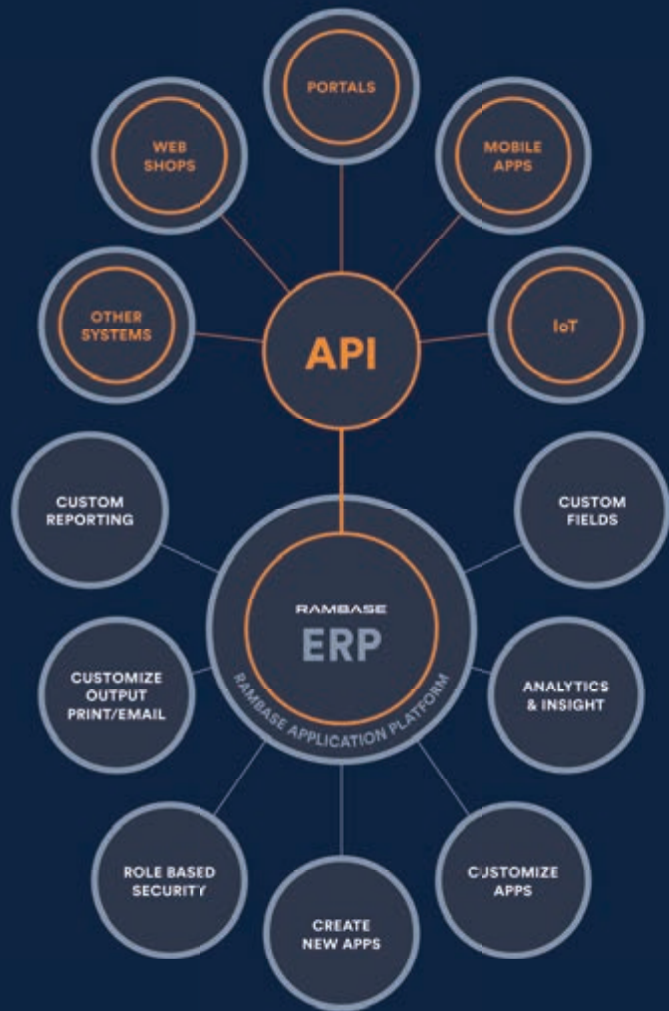 PORTALS
WEB
SHOPS
MOBILE
APPS
OTHER
SYSTEMS
API
IoT
CUSTOM
REPORTING
CUSTOM
FIELDS
RAMBASE
ERP
RAMBASE APPLICATION PLATFORM
CUSTOMIZE
OUTPUT
PRINT/EMAIL
ANALYTICS
& INSIGHT
ROLE BASED
SECURITY
CUSTOMIZE
APPS
CREATE
NEW APPS